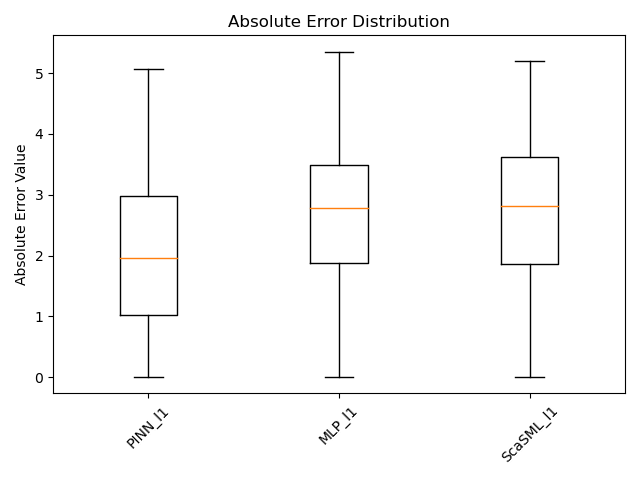 Absolute Error Distribution
Absolute Error Value
5
4
3
2
1
0
PINN_l1
MLP_l1
ScaSML_l1